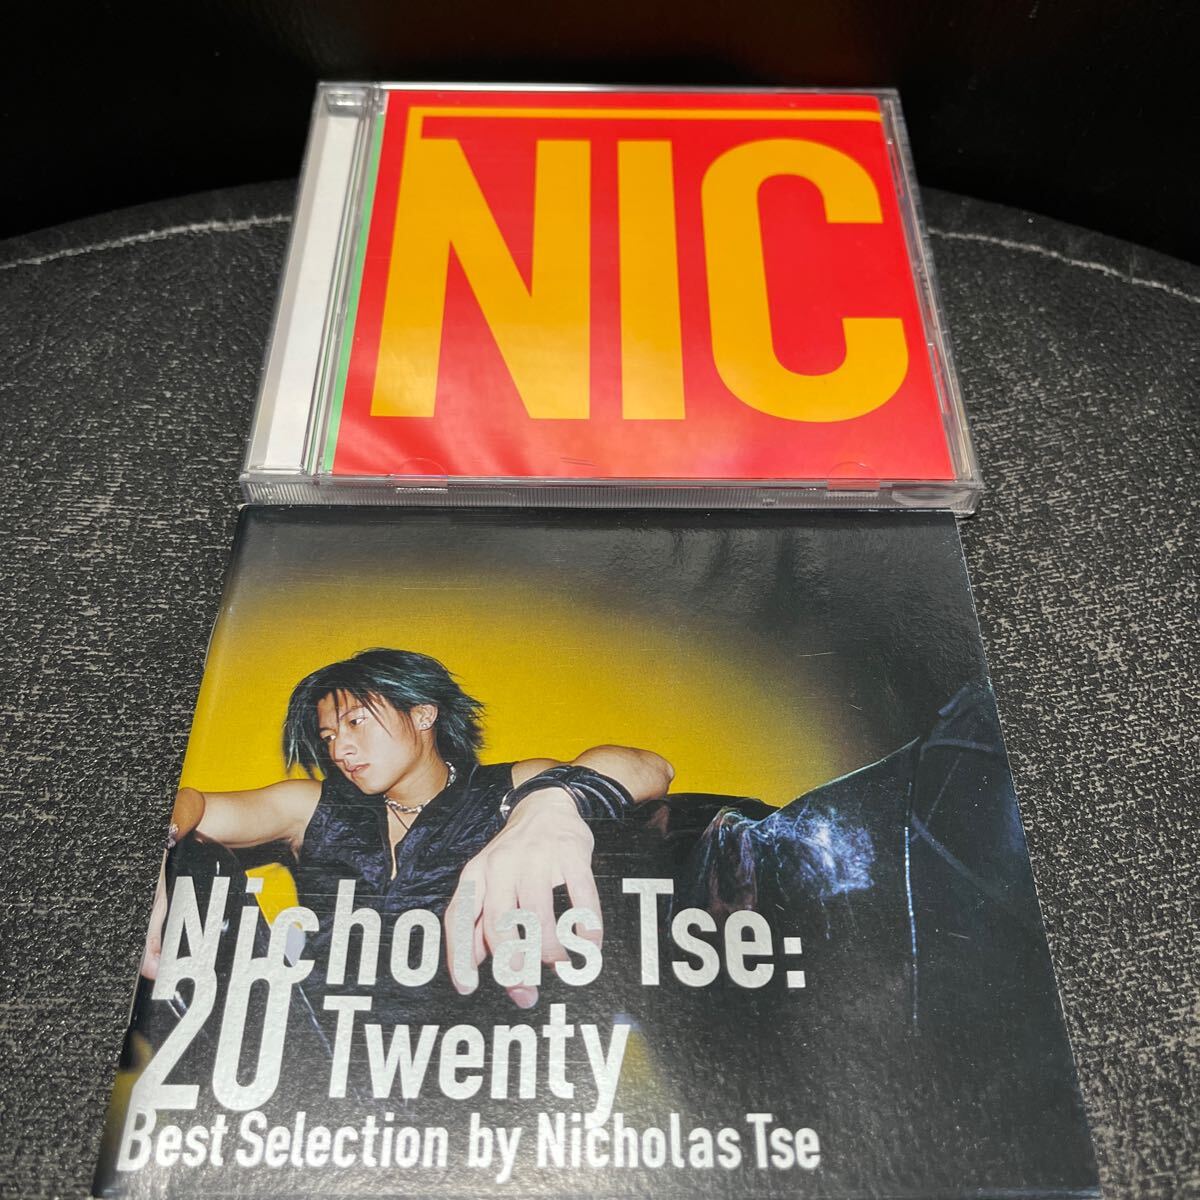 NIC
Nicholas Tse:
20 Twenty
Best Selection by Nicholas Tse